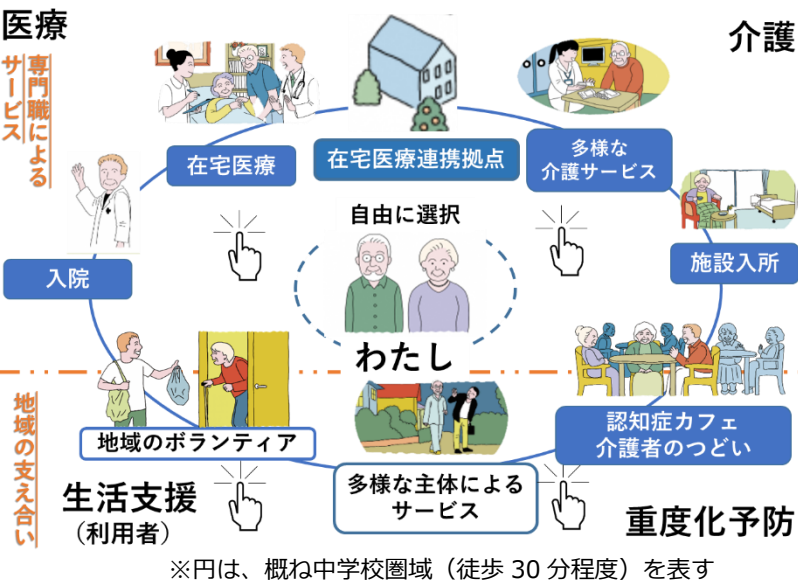 医療
介護
専門職による
サービス
在宅医療
在宅医療連携拠点
多様な
介護サービス
自由に選択
入院
施設入所
わたし
地域の支え合い
地域のボランティア
認知症カフェ
介護者のつどい
生活支援
（利用者）
多様な主体による
サービス
重度化予防
※円は、概ね中学校圏域（徒歩 30 分程度）を表す